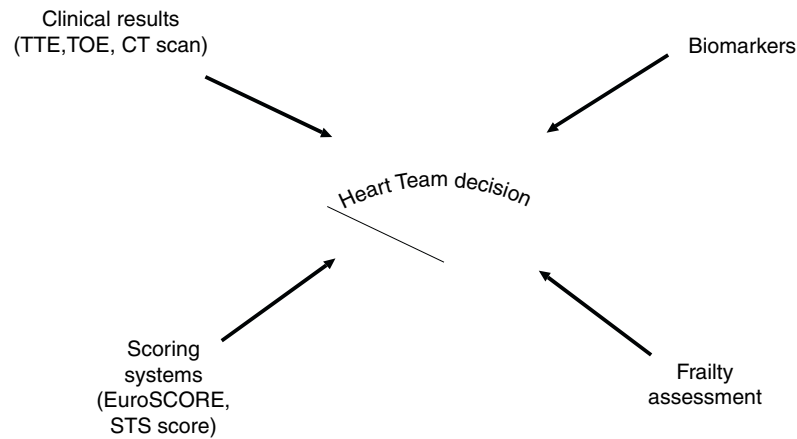 Clinical results
(TTE,TOE, CT scan)
Biomarkers
Heart Team decision
Scoring
systems
(EuroSCORE,
STS score)
Frailty
assessment